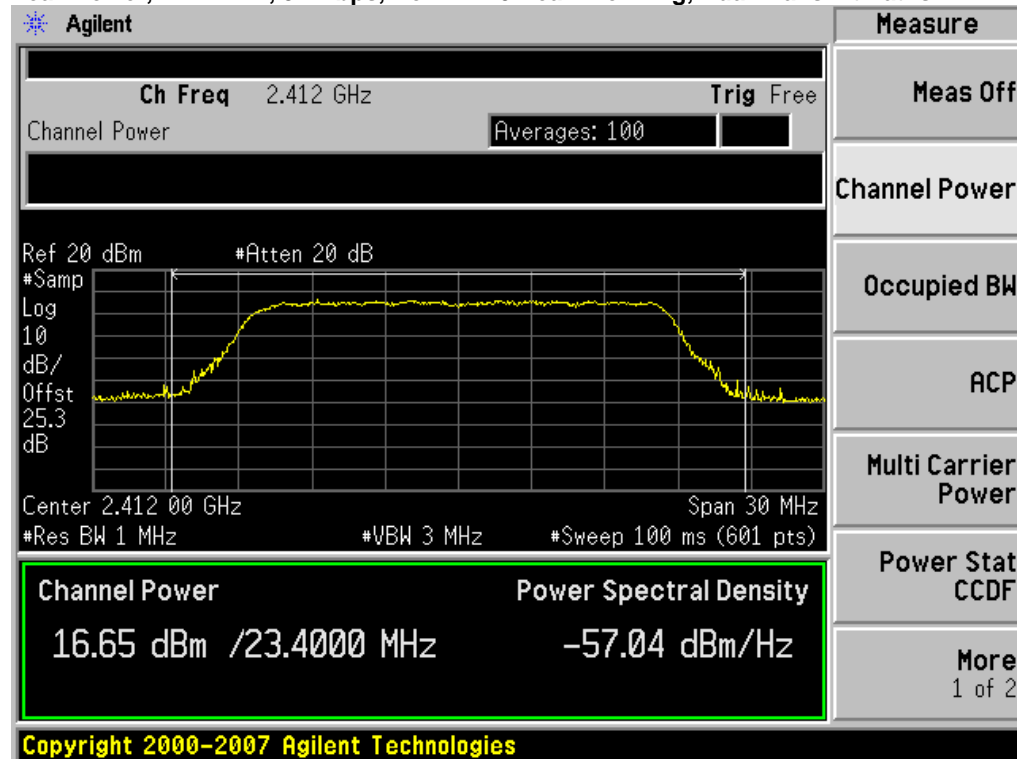 Agilent
Measure
Ch Freq 2.412 GHz Trig Free
Channel Power Averages: 100
Ref 20 dBm #Atten 20 dB
#Samp
Log
10
dB/
Offst
25.3
dB
Center 2.412 00 GHz Span 30 MHz
#Res BW 1 MHz #VBW 3 MHz #Sweep 100 ms (601 pts)
Channel Power Power Spectral Density
16.65 dBm /23.4000 MHz -57.04 dBm/Hz
Copyright 2000-2007 Agilent Technologies
Meas Off
Channel Power
Occupied BW
ACP
Multi Carrier
Power
Power Stat
CCDF
More
1 of 2